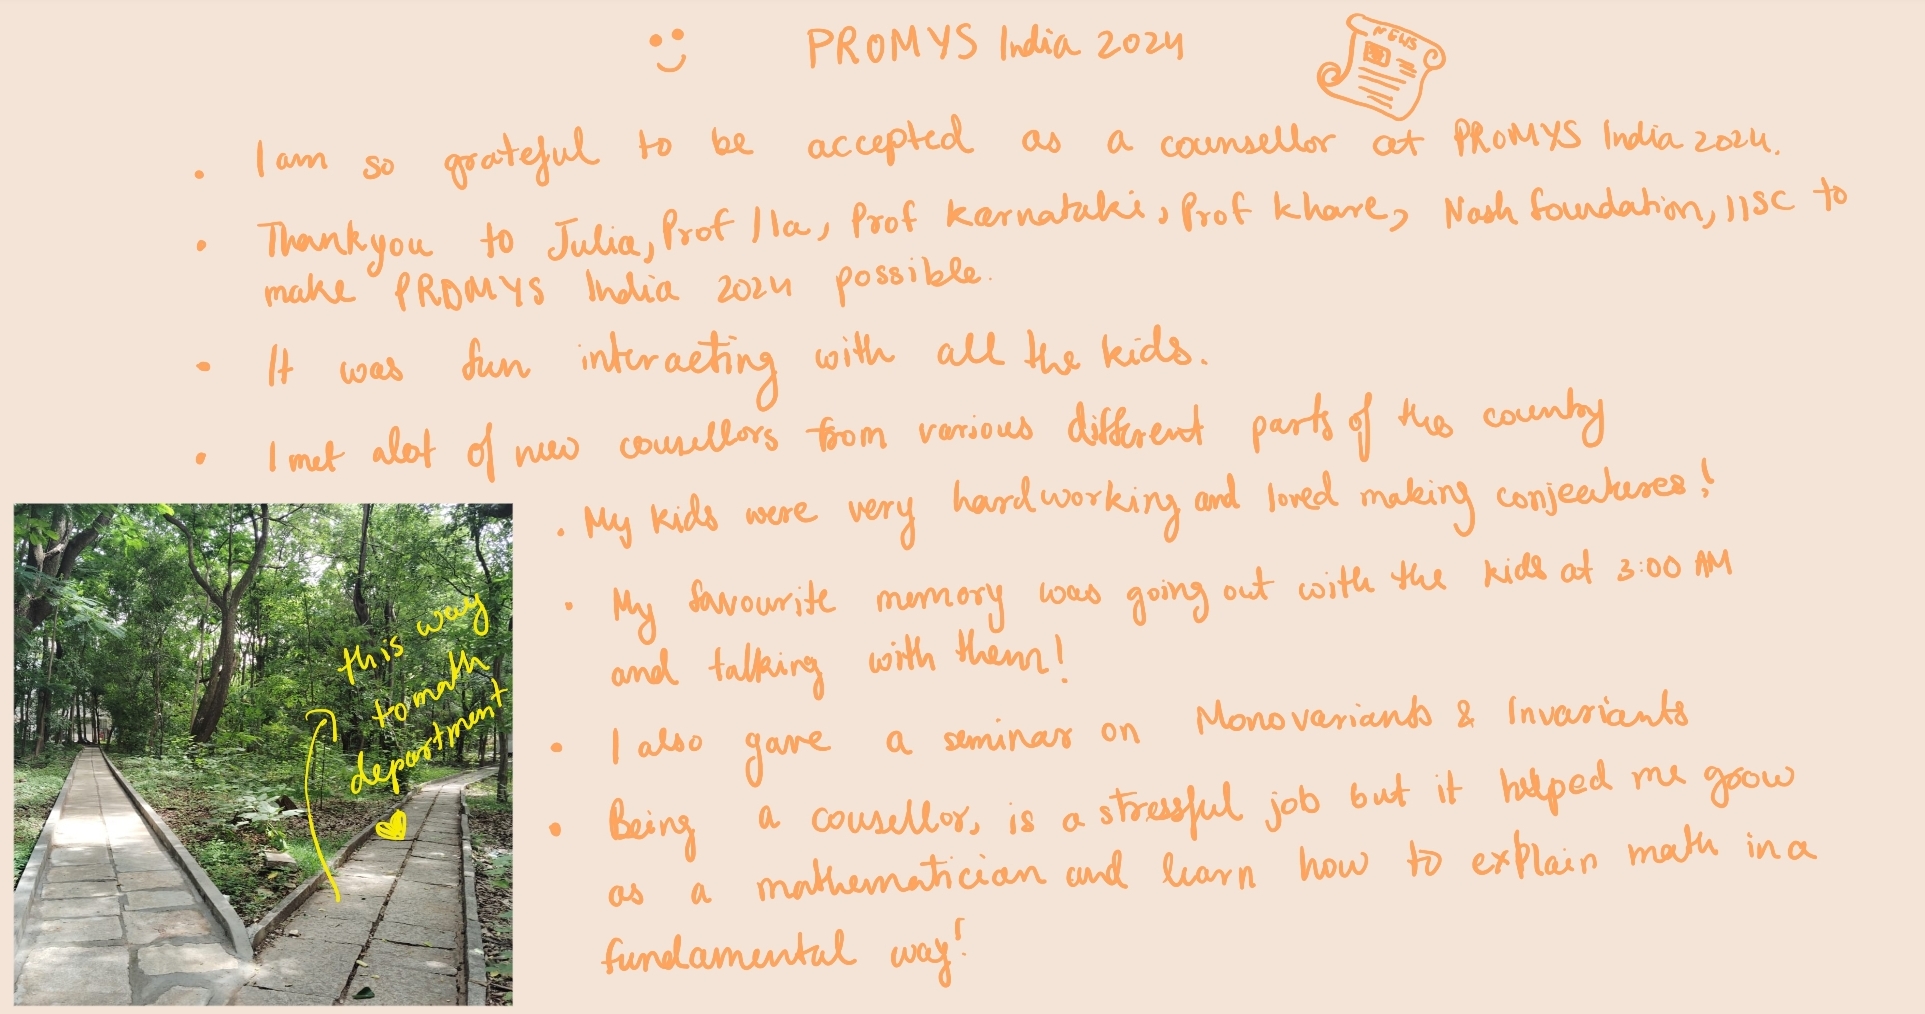 PROMYS India 2024
NEWS
• I am so grateful to be accepted as a counsellor at PROMYS India 2024.
• Thankyou to Julia, Prof Ila, Prof Karnataki, Prof Khare, Nash foundation, IISC to
make PROMYS India 2024 possible.
• It was fun interacting with all the kids.
• I met alot of new cousellors from various different parts of the country
• My kids were very hardworking and loved making conjectures!
• My favourite memory was going out with the kids at 3:00 AM
and talking with them!
• I also gave a seminar on Monovariants & Invariants
• Being a cousellor, is a stressful job but it helped me grow
as a mathematician and learn how to explain math in a
fundamental way!
this way
to math
department